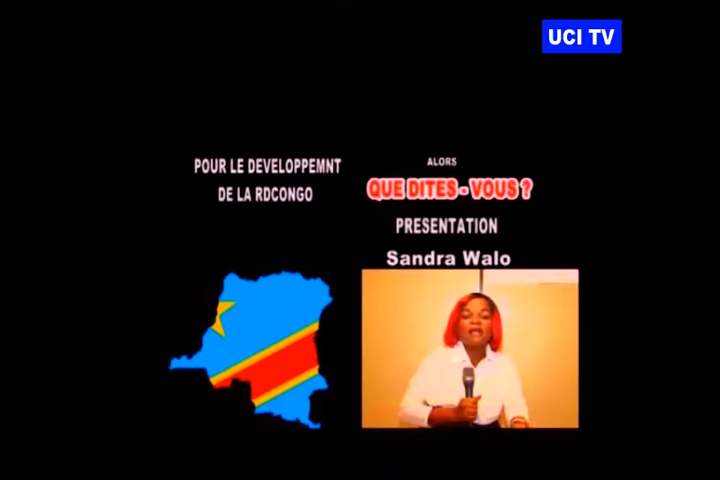 UCI TV
POUR LE DEVELOPPEMNT
DE LA RDCONGO
ALORS
QUE DITES - VOUS ?
PRESENTATION
Sandra Walo